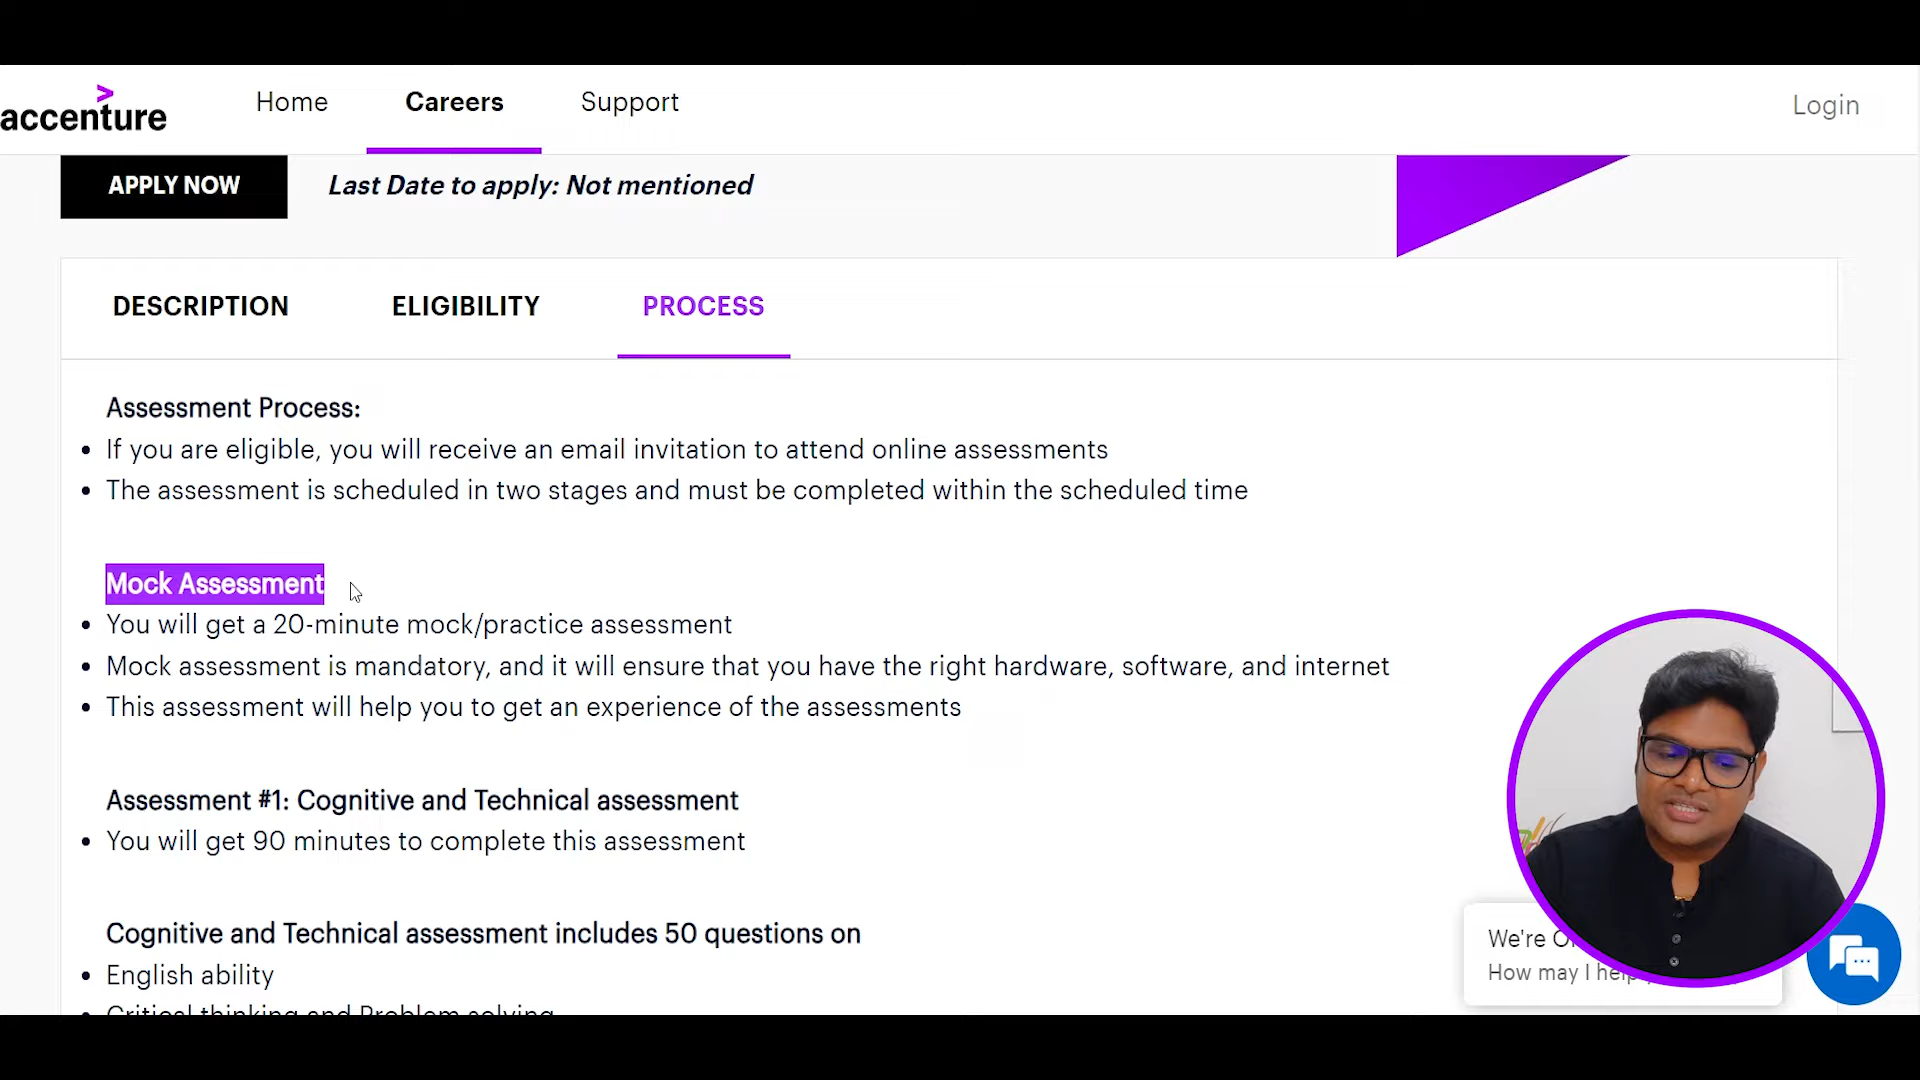 >
accenture
Home
Careers
Support
Login
APPLY NOW
Last Date to apply: Not mentioned
DESCRIPTION
ELIGIBILITY
PROCESS
Assessment Process:
• If you are eligible, you will receive an email invitation to attend online assessments
• The assessment is scheduled in two stages and must be completed within the scheduled time
Mock Assessment
• You will get a 20-minute mock/practice assessment
• Mock assessment is mandatory, and it will ensure that you have the right hardware, software, and internet
• This assessment will help you to get an experience of the assessments
Assessment #1: Cognitive and Technical assessment
• You will get 90 minutes to complete this assessment
Cognitive and Technical assessment includes 50 questions on
• English ability
• Critical thinking and Problem solving
We're
How may I help